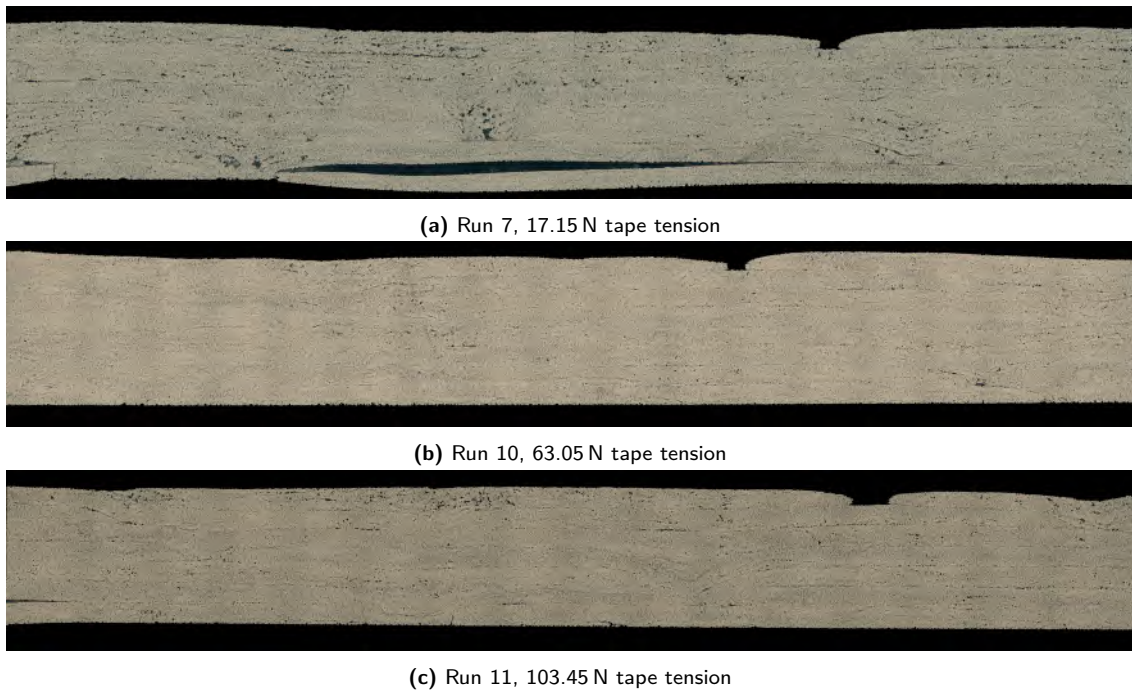 (a) Run 7, 17.15 N tape tension
(b) Run 10, 63.05 N tape tension
(c) Run 11, 103.45 N tape tension